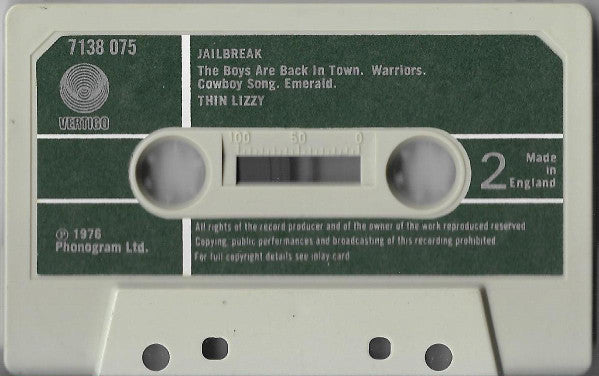 7138 075
VERTIGO
JAILBREAK
The Boys Are Back In Town. Warriors.
Cowboy Song. Emerald.
THIN LIZZY
100 50 0
2
Made
in
England
℗ 1976
Phonogram Ltd.
All rights of the record producer and of the owner of the work reproduced reserved
Copying, public performances and broadcasting of this recording prohibited
For full copyright details see inlay card